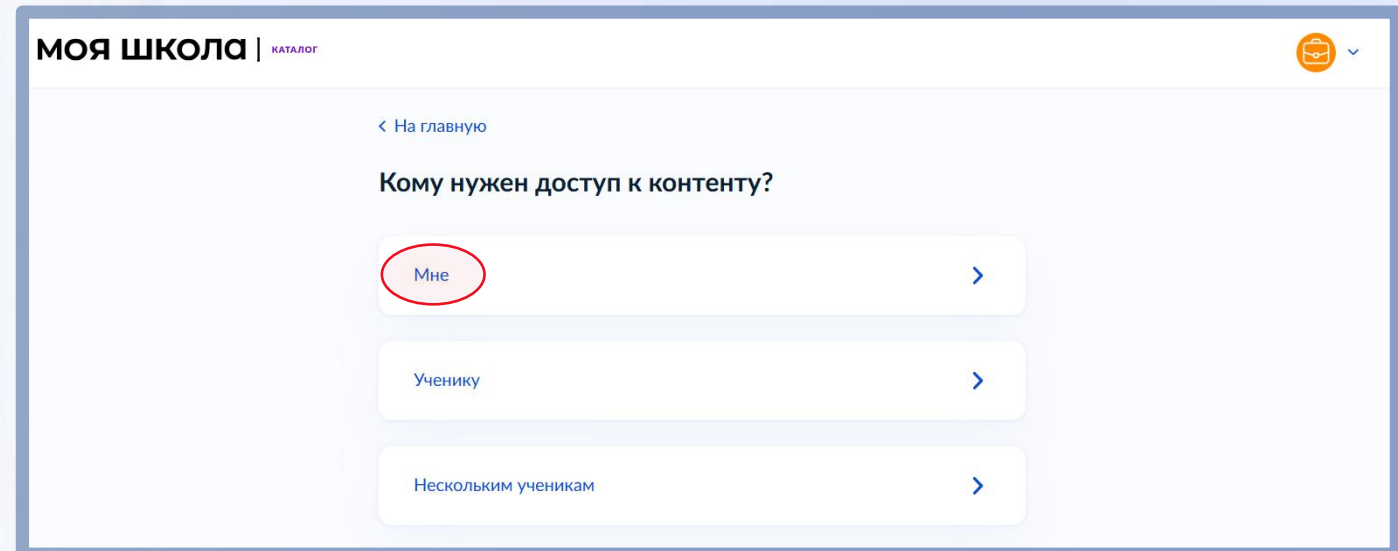 МОЯ ШКОЛА | КАТАЛОГ
На главную
Кому нужен доступ к контенту?
Мне
Ученику
Нескольким ученикам